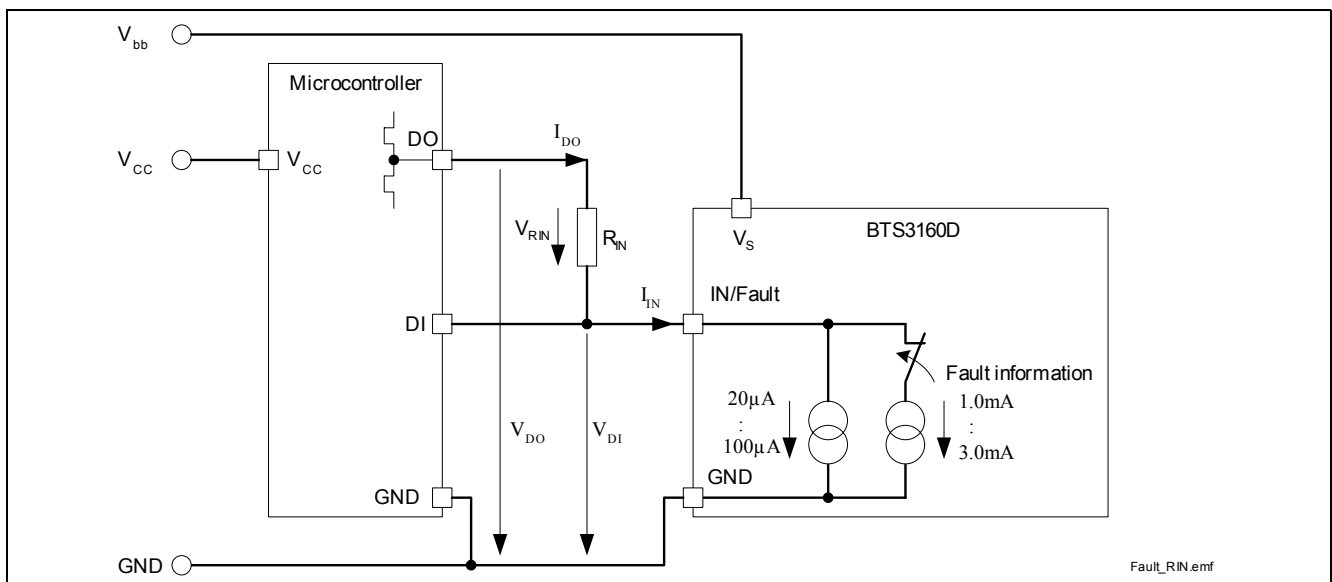 V_bb
Microcontroller
DO
I_DO
V_CC
V_CC
V_RIN
R_IN
V_S
BTS3160D
IN/Fault
I_IN
DI
Fault information
20µA
:
100µA
1.0mA
:
3.0mA
V_DO
V_DI
GND
GND
GND
Fault_RIN.emf